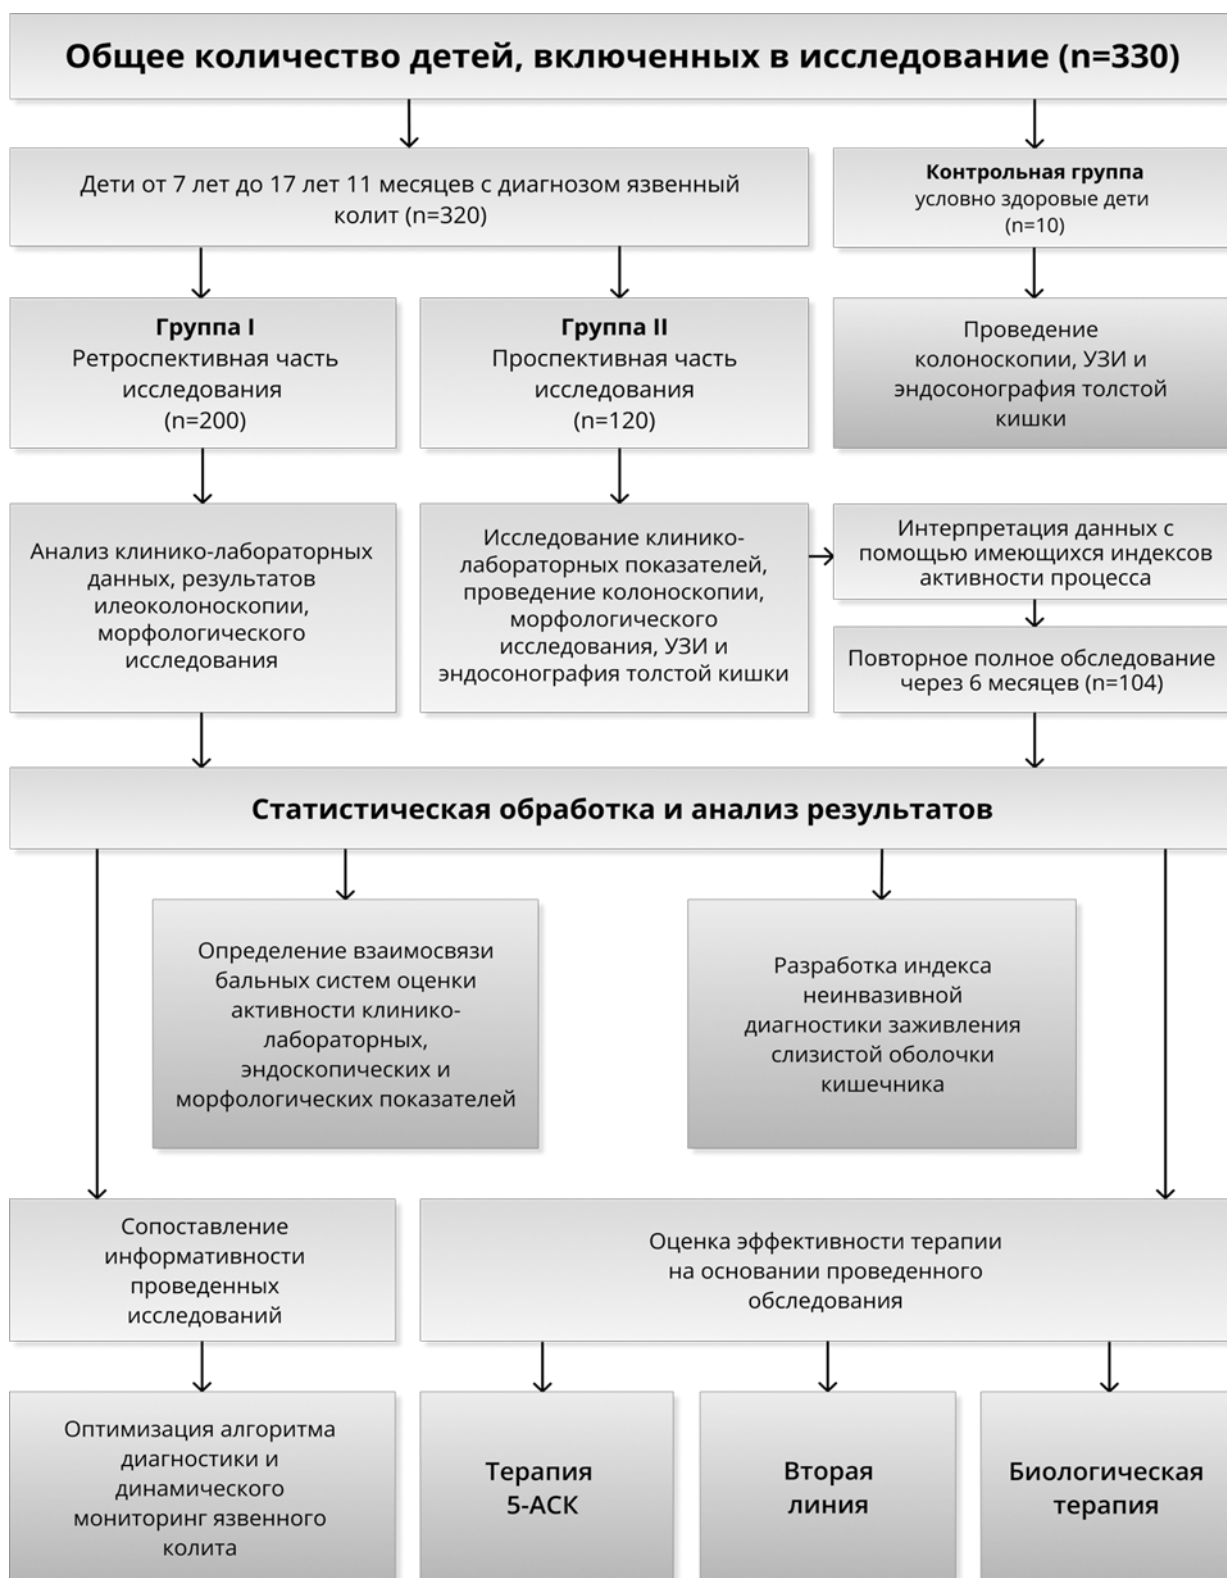 Общее количество детей, включенных в исследование (n=330)
Дети от 7 лет до 17 лет 11 месяцев с диагнозом язвенный
колит (n=320)
Контрольная группа
условно здоровые дети
(n=10)
Группа I
Ретроспективная часть
исследования
(n=200)
Группа II
Проспективная часть
исследования
(n=120)
Проведение
колоноскопии, УЗИ и
эндосонография толстой
кишки
Анализ клинико-лабораторных
данных, результатов
илеоколоноскопии,
морфологического
исследования
Исследование клинико-
лабораторных показателей,
проведение колоноскопии,
морфологического
исследования, УЗИ и
эндосонография толстой кишки
Интерпретация данных с
помощью имеющихся индексов
активности процесса
Повторное полное обследование
через 6 месяцев (n=104)
Статистическая обработка и анализ результатов
Определение взаимосвязи
бальных систем оценки
активности клинико-
лабораторных,
эндоскопических и
морфологических показателей
Разработка индекса
неинвазивной
диагностики заживления
слизистой оболочки
кишечника
Сопоставление
информативности
проведенных
исследований
Оценка эффективности терапии
на основании проведенного
обследования
Оптимизация алгоритма
диагностики и
динамического
мониторинг язвенного
колита
Терапия
5-АСК
Вторая
линия
Биологическая
терапия